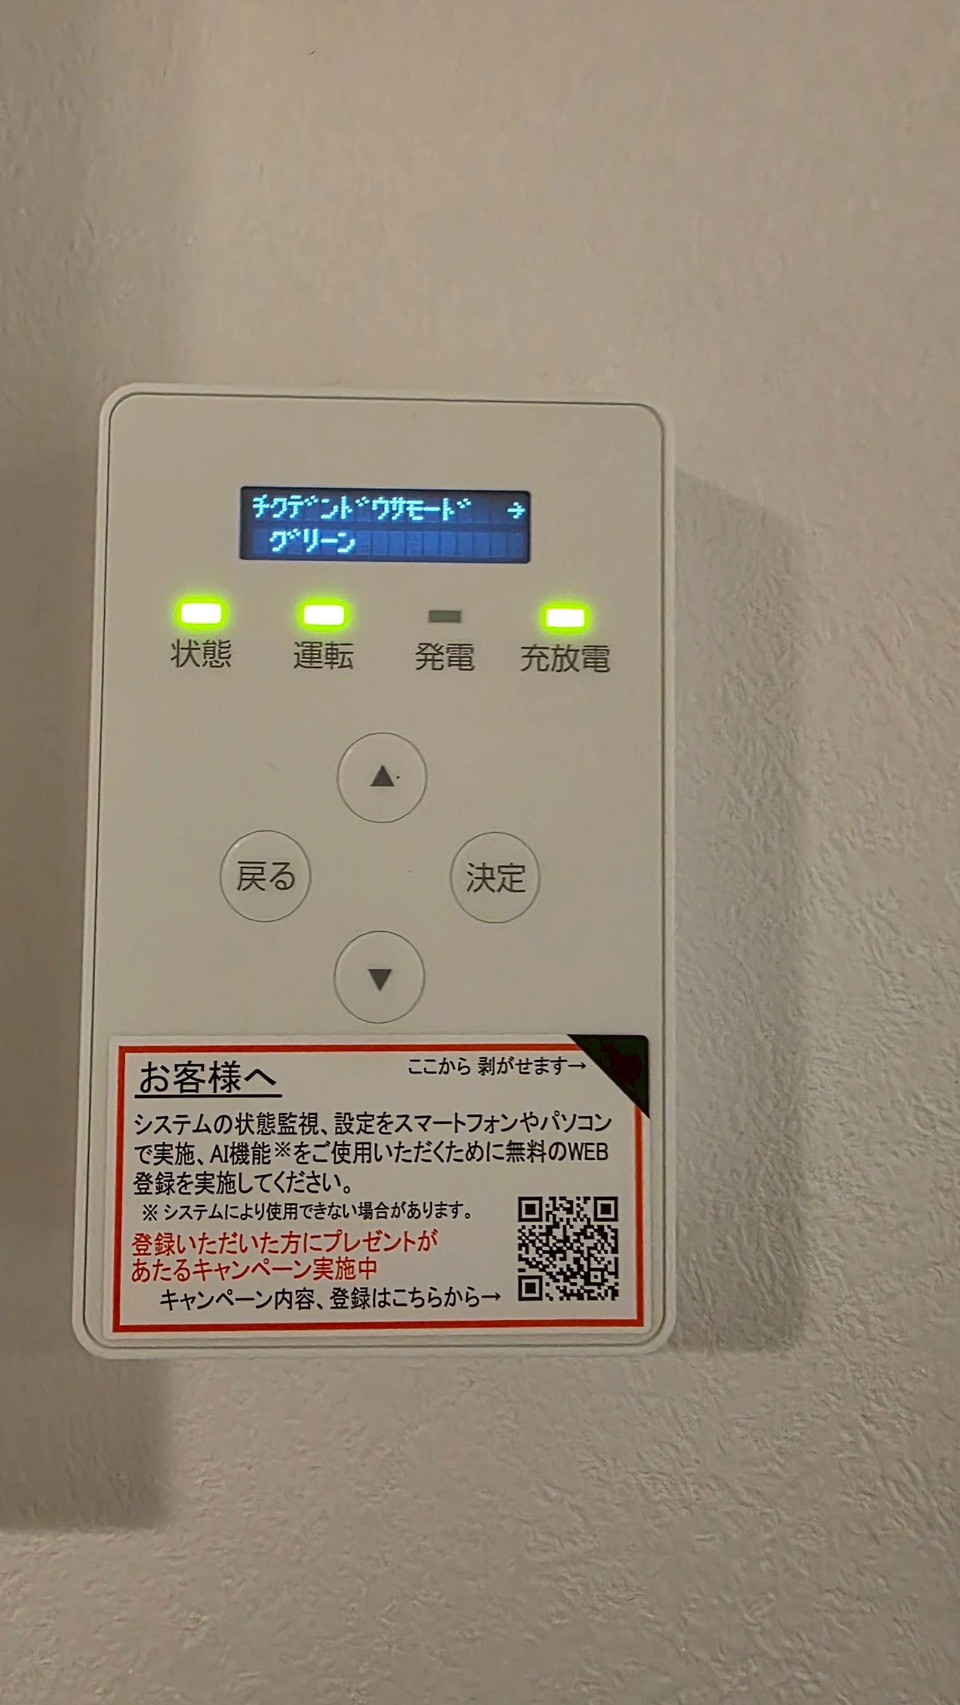 チクデンドウサモード →
グリーン
状態 運転 発電 充放電
▲
戻る 決定
▼
お客様へ ここから 剥がせます→
システムの状態監視、設定をスマートフォンやパソコン
で実施、AI機能※をご使用いただくために無料のWEB
登録を実施してください。
※ システムにより使用できない場合があります。
登録いただいた方にプレゼントが
あたるキャンペーン実施中
キャンペーン内容、登録はこちらから→